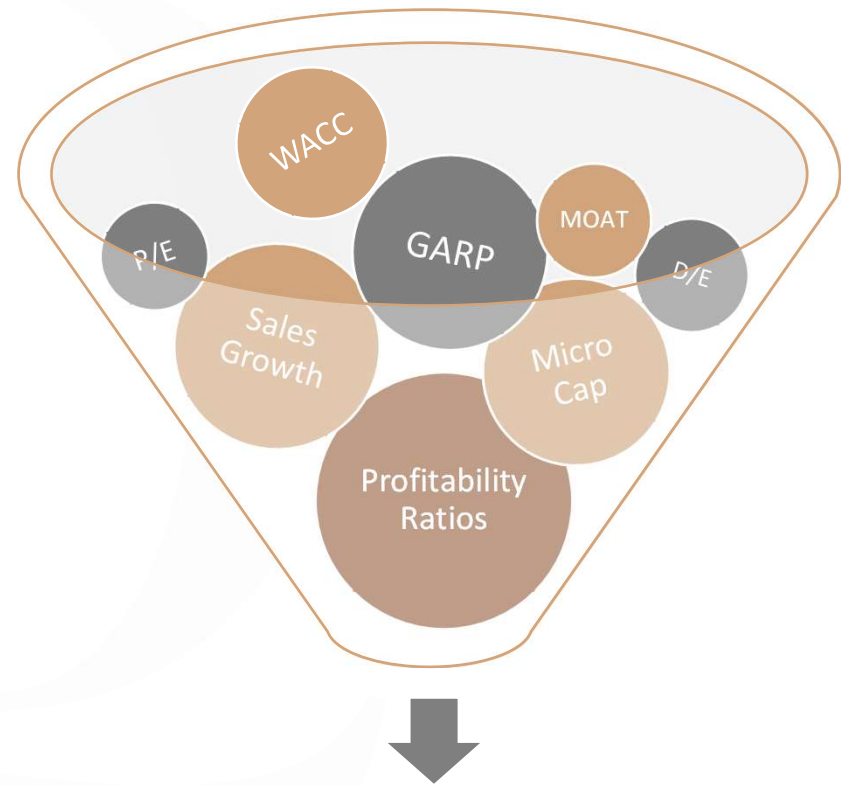 WACC
GARP
MOAT
P/E
D/E
Sales
Growth
Micro
Cap
Profitability
Ratios